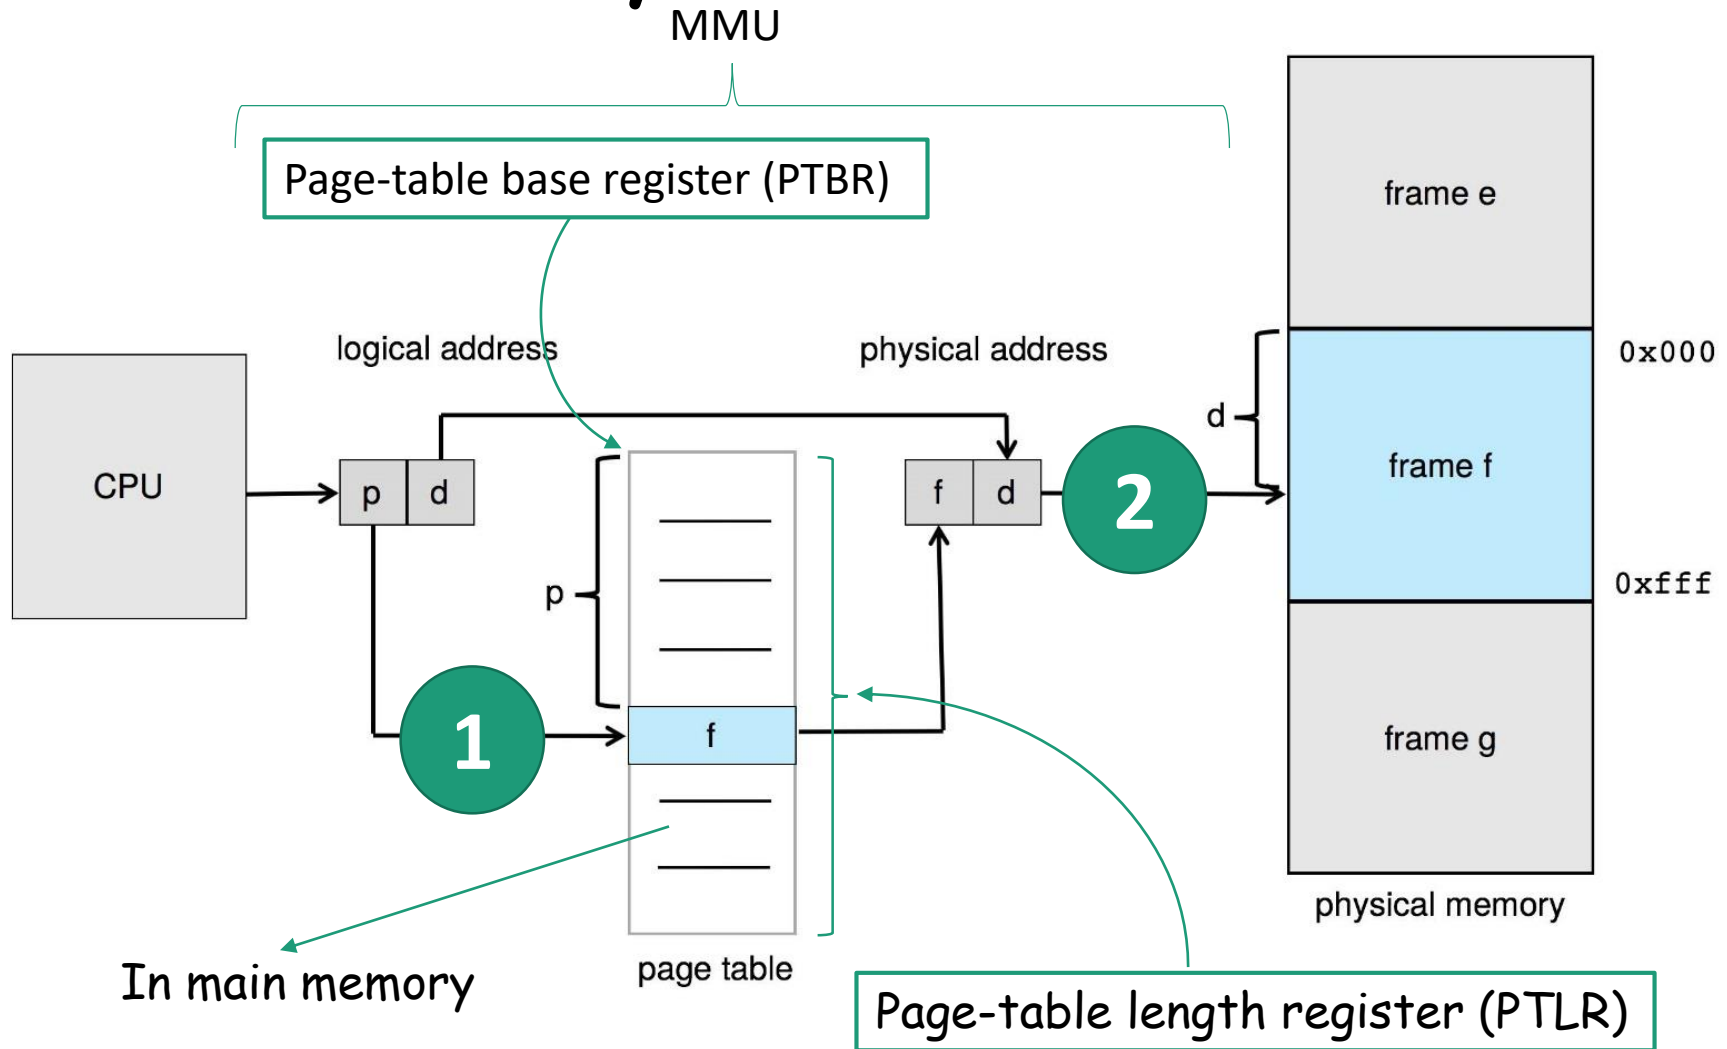 MMU
Page-table base register (PTBR)
frame e
logical address
physical address
0x000
d
CPU
p d
f d
2
frame f
p
0xfff
1
f
frame g
physical memory
In main memory
page table
Page-table length register (PTLR)